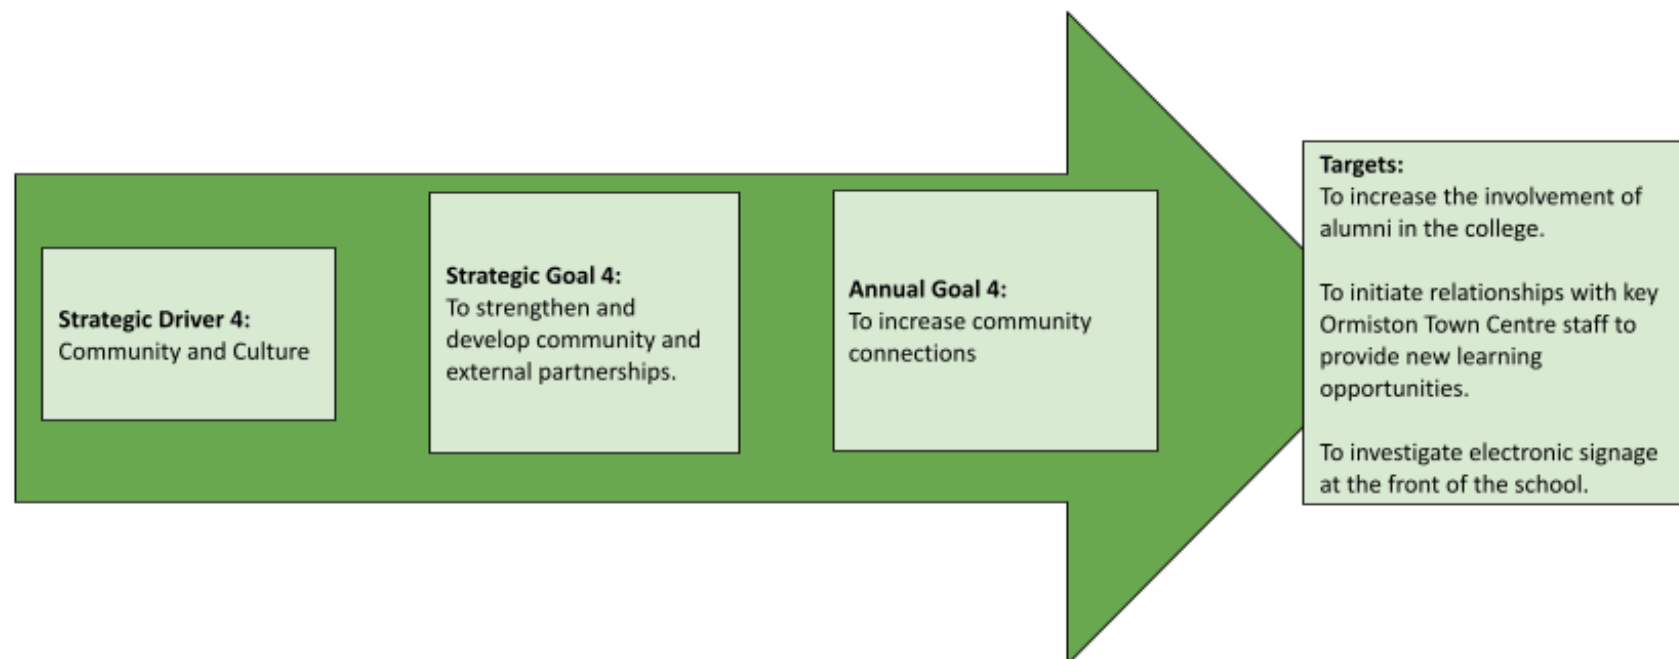 Strategic Driver 4:
Community and Culture
Strategic Goal 4:
To strengthen and
develop community and
external partnerships.
Annual Goal 4:
To increase community
connections
Targets:
To increase the involvement of
alumni in the college.
To initiate relationships with key
Ormiston Town Centre staff to
provide new learning
opportunities.
To investigate electronic signage
at the front of the school.